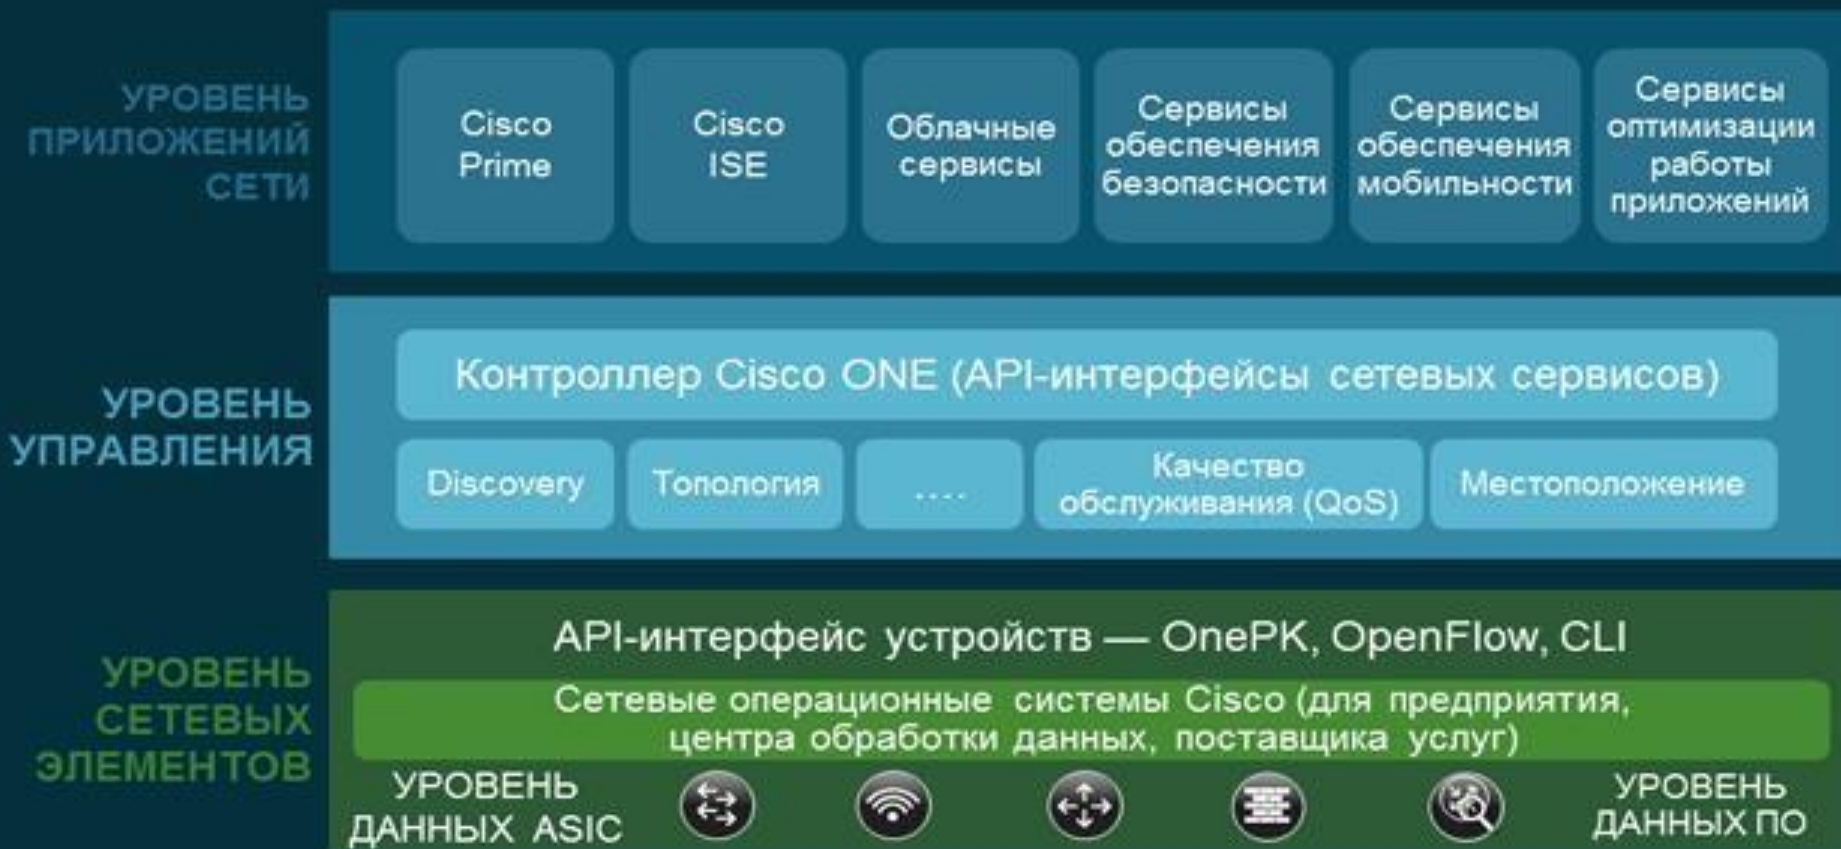 УРОВЕНЬ
ПРИЛОЖЕНИЙ
СЕТИ
Cisco
Prime
Cisco
ISE
Облачные
сервисы
Сервисы
обеспечения
безопасности
Сервисы
обеспечения
мобильности
Сервисы
оптимизации
работы
приложений
УРОВЕНЬ
УПРАВЛЕНИЯ
Контроллер Cisco ONE (API-интерфейсы сетевых сервисов)
Discovery
Топология
....
Качество
обслуживания (QoS)
Местоположение
УРОВЕНЬ
СЕТЕВЫХ
ЭЛЕМЕНТОВ
API-интерфейс устройств — OnePK, OpenFlow, CLI
Сетевые операционные системы Cisco (для предприятия,
центра обработки данных, поставщика услуг)
УРОВЕНЬ
ДАННЫХ ASIC
УРОВЕНЬ
ДАННЫХ ПО